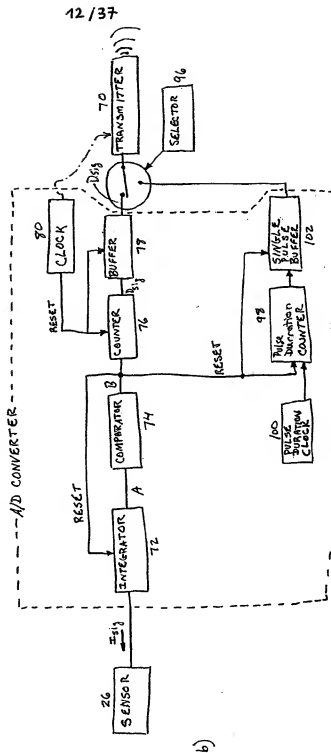 12/37
A/D CONVERTER
26
SENSOR
Isig
RESET
INTEGRATOR
72
A
COMPARATOR
74
B
RESET
COUNTER
76
Dsig
80
CLOCK
BUFFER
78
Dsig
70
TRANSMITTER
SELECTOR
96
RESET
100
PULSE
DURATION
CLOCK
98
Pulse
Duration
COUNTER
SINGLE
PULSE
BUFFER
102
b)